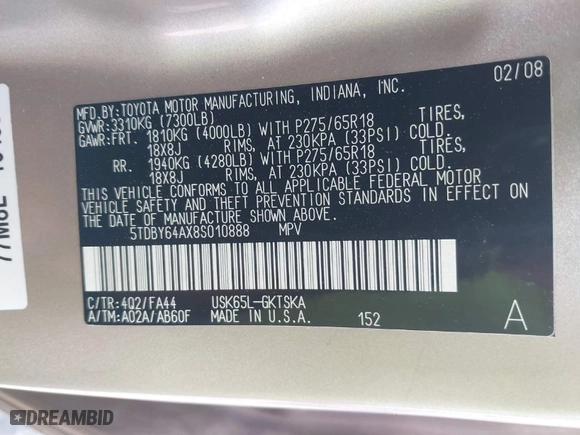 02/08
MFD.BY:TOYOTA MOTOR MANUFACTURING, INDIANA, INC.
GVWR:3310KG (7300LB)
GAWR:FRT. 1810KG (4000LB) WITH P275/65R18 TIRES,
18X8J RIMS, AT 230KPA (33PSI) COLD.
RR. 1940KG (4280LB) WITH P275/65R18 TIRES,
18X8J RIMS, AT 230KPA (33PSI) COLD.
THIS VEHICLE CONFORMS TO ALL APPLICABLE FEDERAL MOTOR
VEHICLE SAFETY AND THEFT PREVENTION STANDARDS IN EFFECT
ON THE DATE OF MANUFACTURE SHOWN ABOVE.
5TDBY64AX8S010888 MPV
C/TR:4Q2/FA44 USK65L-GKTSKA
A/TM:A02A/AB60F MADE IN U.S.A. 152
A
DREAMBID